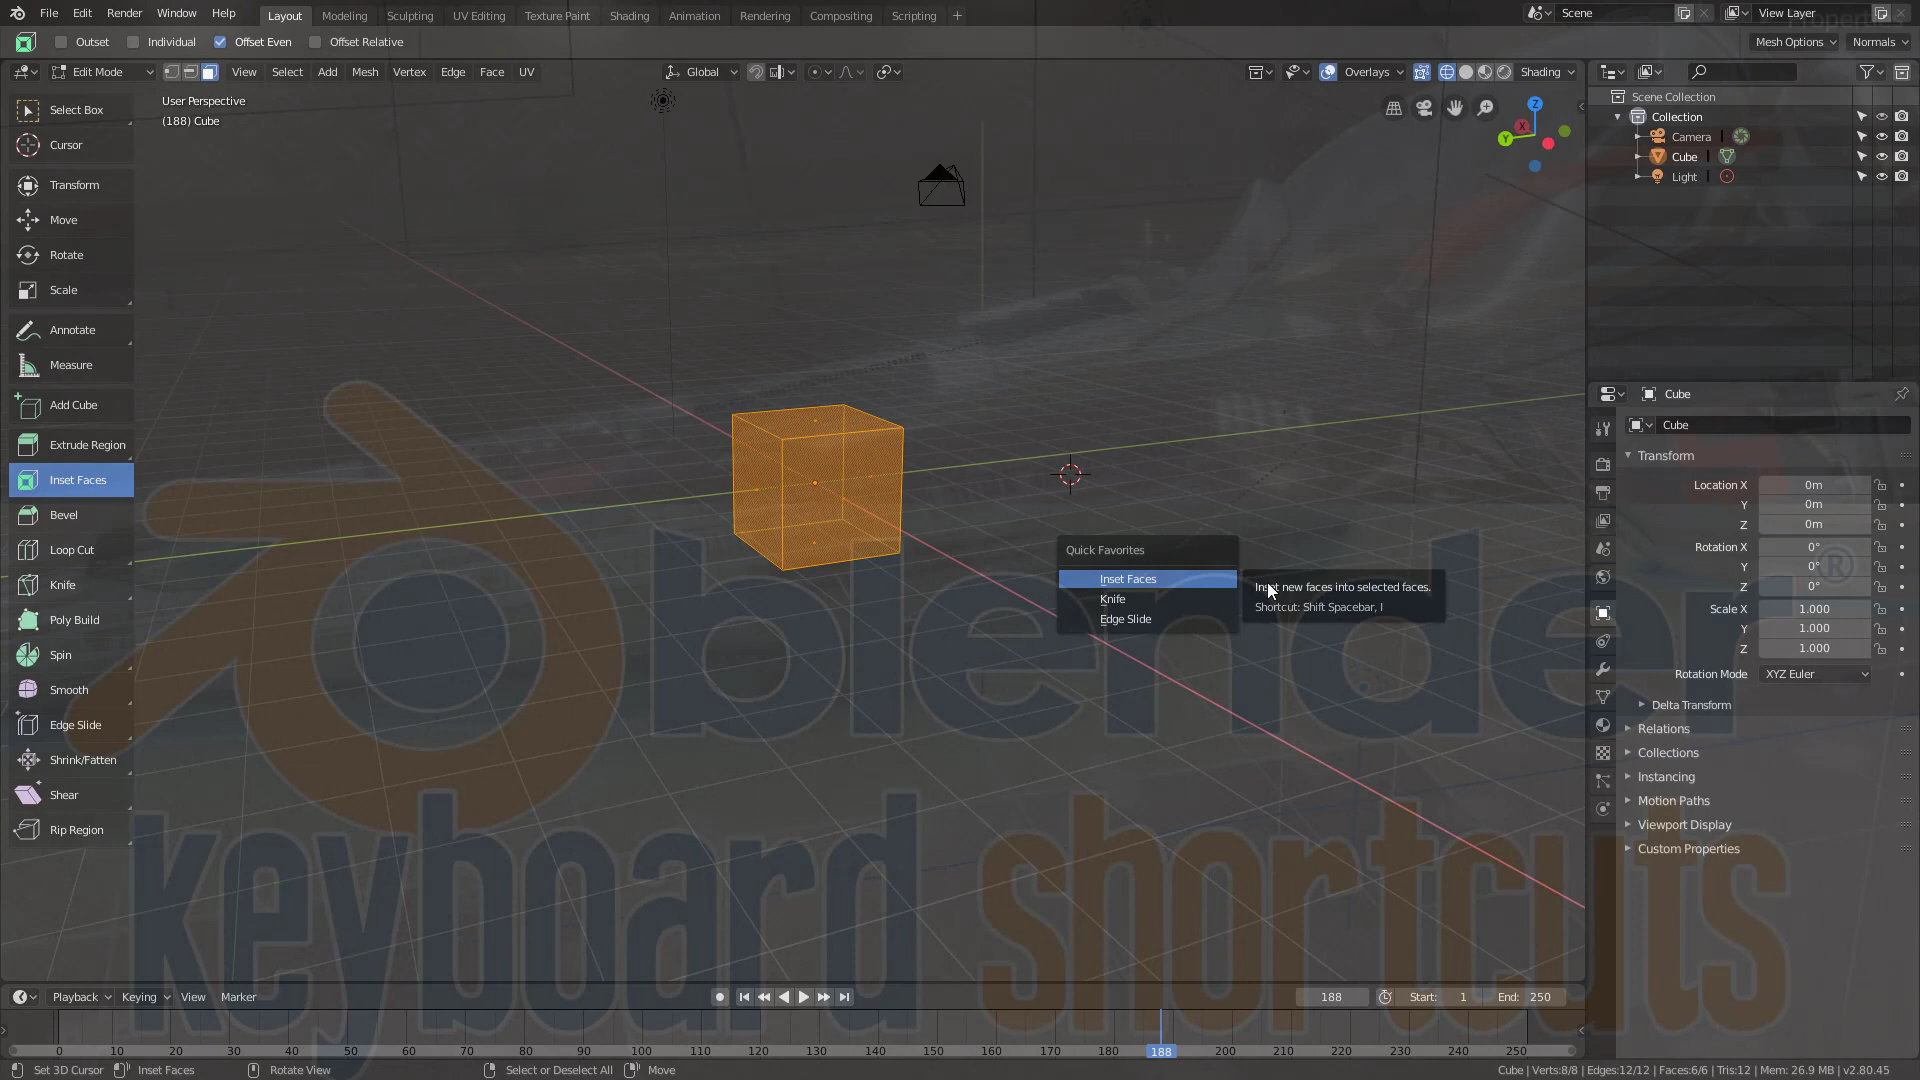 File Edit Render Window Help Layout Modeling Sculpting UV Editing Texture Paint Shading Animation Rendering Compositing Scripting + Scene View Layer
Outset Individual Offset Even Offset Relative Mesh Options Normals
Edit Mode View Select Add Mesh Vertex Edge Face UV Global Overlays Shading
User Perspective
(188) Cube
Select Box
Cursor
Transform
Move
Rotate
Scale
Annotate
Measure
Add Cube
Extrude Region
Inset Faces
Bevel
Loop Cut
Knife
Poly Build
Spin
Smooth
Edge Slide
Shrink/Fatten
Shear
Rip Region
Z
X
Y
Quick Favorites
Inset Faces
Knife
Edge Slide
Inset new faces into selected faces.
Shortcut: Shift Spacebar, I
blender®
keyboard shortcuts
Scene Collection
Collection
Camera
Cube
Light
Cube
Cube
Transform
Location X 0m
Y 0m
Z 0m
Rotation X 0°
Y 0°
Z 0°
Scale X 1.000
Y 1.000
Z 1.000
Rotation Mode XYZ Euler
Delta Transform
Relations
Collections
Instancing
Motion Paths
Viewport Display
Custom Properties
Playback Keying View Marker 188 Start: 1 End: 250
0 10 20 30 40 50 60 70 80 90 100 110 120 130 140 150 160 170 180 188 200 210 220 230 240 250
Set 3D Cursor Inset Faces Rotate View Select or Deselect All Move Cube | Verts:8/8 | Edges:12/12 | Faces:6/6 | Tris:12 | Mem: 26.9 MB | v2.80.45